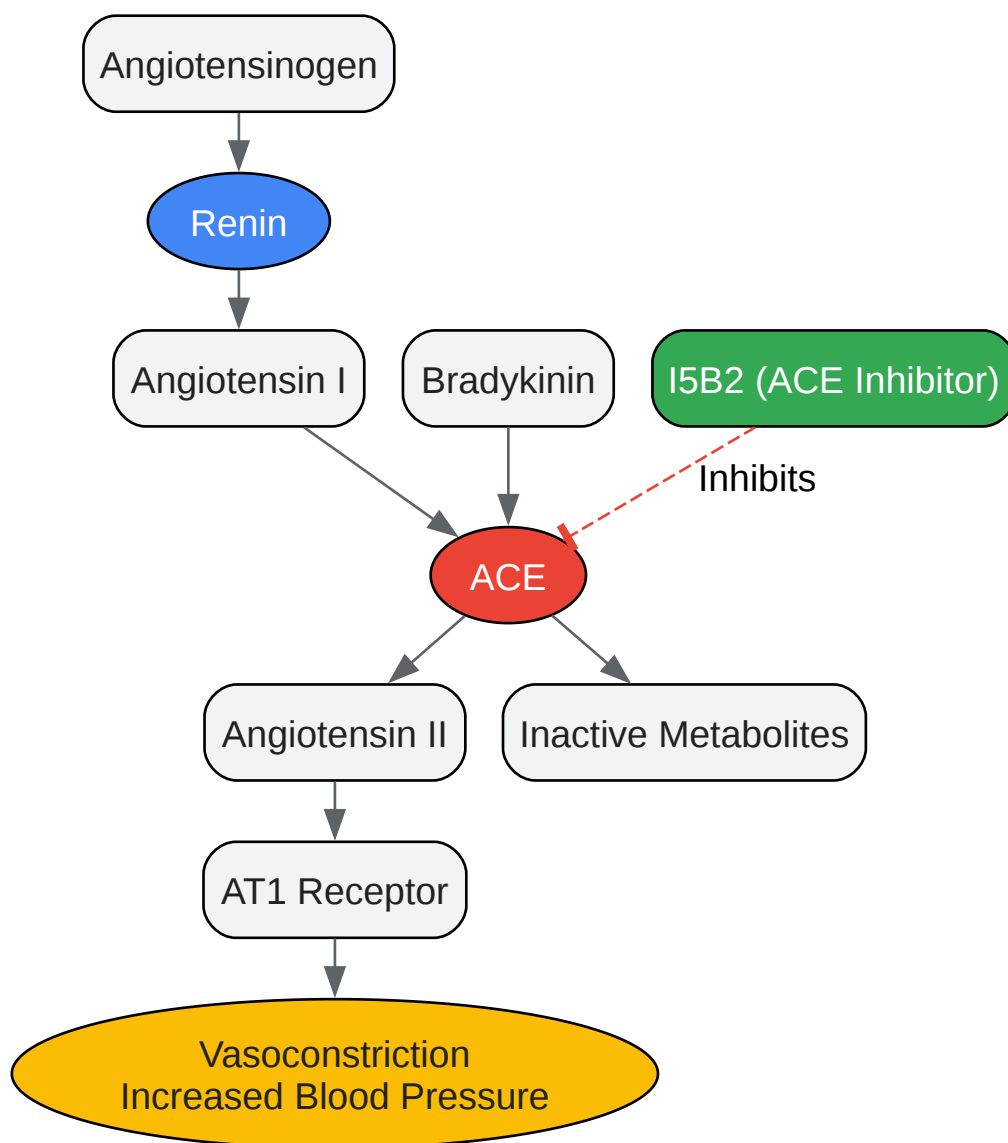 Angiotensinogen
Renin
Angiotensin I
Bradykinin
I5B2 (ACE Inhibitor)
Inhibits
ACE
Angiotensin II
Inactive Metabolites
AT1 Receptor
Vasoconstriction
Increased Blood Pressure